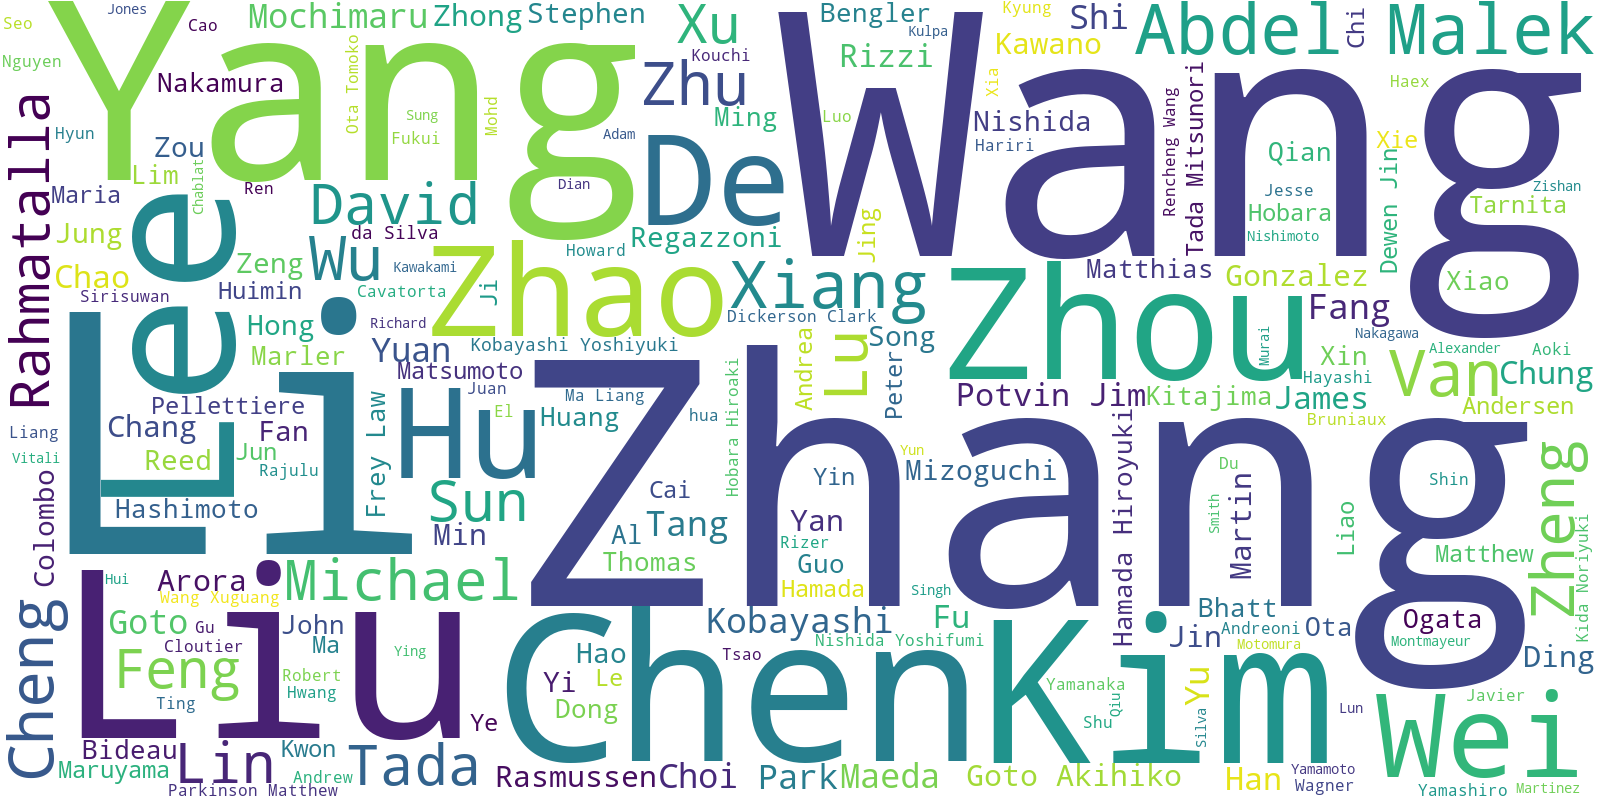 Jones
Seo
Cao
Yang
Mochimaru
Zhong
Stephen
Xu
Bengler
Kulpa
Kyung
Shi
Chi
Abdel Malek
Nguyen
Nakamura
Ota Tomoko
Kouchi
Rizzi
Kawano
Wang
Zhu
Haex
Xia
Mohd
Sung
Fukui
Hyun
Zou
Adam
Ming
Luo
Nishida
Hariri
Rencheng Wang
Tada Mitsunori
Qian
Xie
Dewen Jin
Zishan
Lim
Chablat
Ren
Maria
Dian
De
Jesse
Hobara
Tarnita
Nishimoto
Rahmatalla
Lee
David
da Silva
Jung
Regazzoni
Howard
Jing
Wu
Zeng
Chao
Kawakami
Matthias
Gonzalez
Xiao
Zhao
Xiang
Zhou
Sirisuwan
Huimin
Cavatorta
Ji
Dickerson Clark
Fang
Nakagawa
Hong
Richard
Li
Marler
Yuan
Kobayashi Yoshiyuki
Andrea
Lu
Song
Murai
Xin
Alexander
Aoki
Matsumoto
Hobara Hiroaki
Peter
Hayashi
Van
Chung
Juan
Ma Liang
Potvin Jim
Kitajima
James
Andersen
Pellettiere
Frey Law
Hu
El
Huang
hua
Bruniaux
Liang
Chang
Fan
Zhang
Yun
Vitali
Reed
Jun
Rajulu
Yin
Mizoguchi
Hamada Hiroyuki
Du
Shin
Zheng
Colombo
Hashimoto
Sun
Cai
Smith
Martin
Liao
Min
Al
Tang
Yan
Rizer
Kida Noriyuki
Thomas
Guo
Matthew
Hui
Arora
Michael
Hamada
Singh
Wang Xuguang
Cheng
Liu
Goto
Gu
John
Chen
Kobayashi
Fu
Kim
Bhatt
Andreoni
Ota
Ogata
Cloutier
Ma
Ying
Hao
Tsao
Nishida Yoshifumi
Jin
Motomura
Montmayeur
Ding
Feng
Robert
Hwang
Yi
Le
Yamanaka
Qiu
Yu
Ting
Dong
Shu
Silva
Lun
Wei
Javier
Ye
Bideau
Lin
Kwon
Tada
Maruyama
Andrew
Rasmussen
Choi
Park
Maeda
Goto Akihiko
Han
Yamamoto
Wagner
Parkinson Matthew
Yamashiro
Martinez